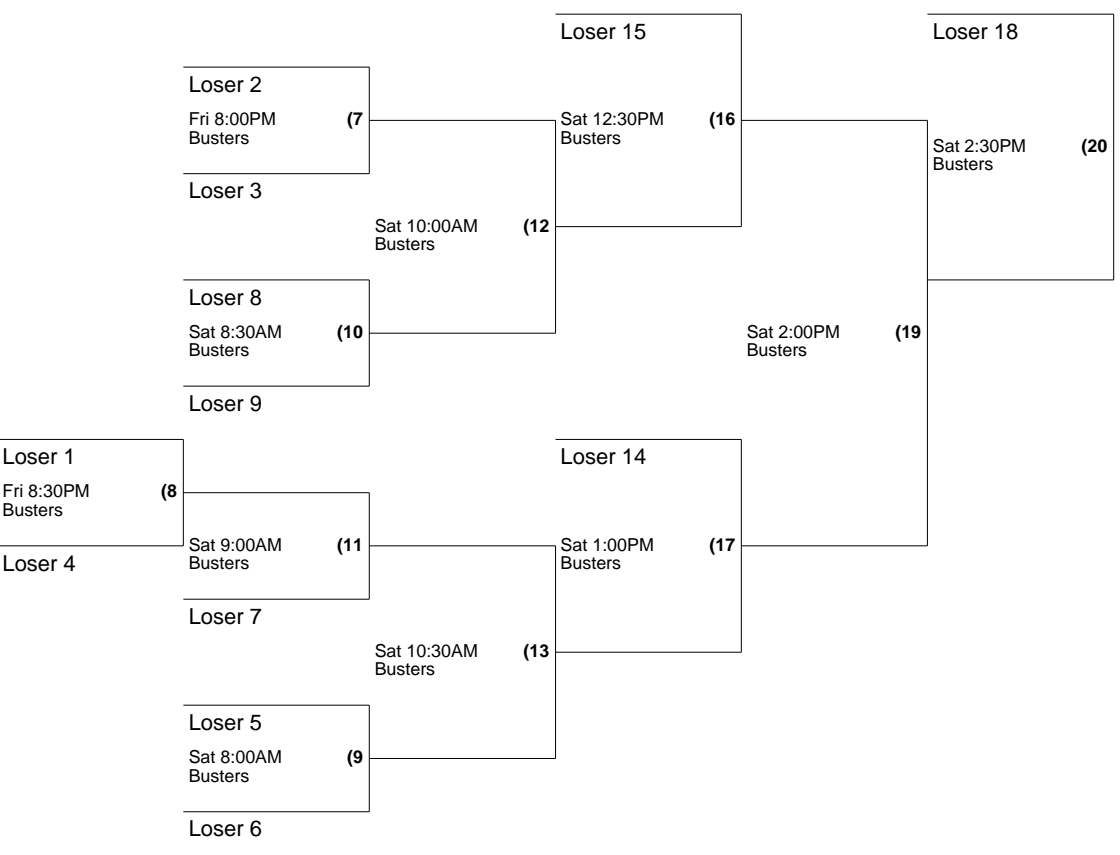 Loser 15
Loser 18
Loser 2
Fri 8:00PM (7
Busters
Sat 12:30PM (16
Busters
Sat 2:30PM (20
Busters
Loser 3
Sat 10:00AM (12
Busters
Loser 8
Sat 8:30AM (10
Busters
Sat 2:00PM (19
Busters
Loser 9
Loser 1
Loser 14
Fri 8:30PM (8
Busters
Sat 9:00AM (11
Busters
Sat 1:00PM (17
Busters
Loser 4
Loser 7
Sat 10:30AM (13
Busters
Loser 5
Sat 8:00AM (9
Busters
Loser 6